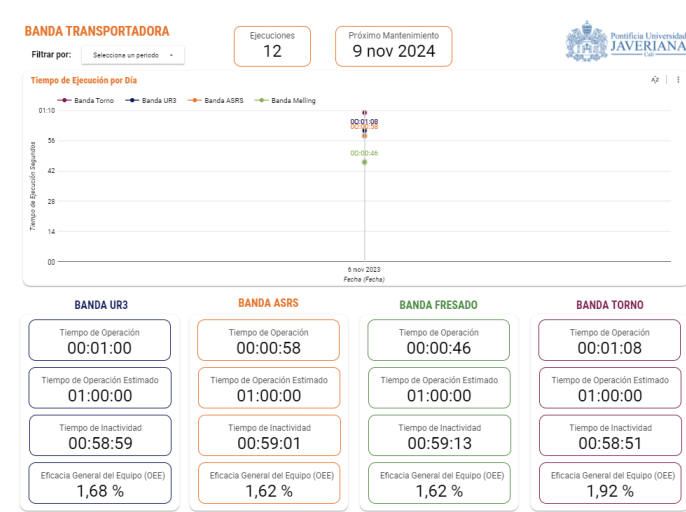 BANDA TRANSPORTADORA
Filtrar por:
Selecciona un periodo
Ejecuciones
12
Próximo Mantenimiento
9 nov 2024
Pontificia Universidad
JAVERIANA
Cali
Tiempo de Ejecución por Día
Banda Torno
Banda UR3
Banda ASRS
Banda Melling
Tiempo de Ejecución Segundos
01:10
56
42
28
14
00
00:01:08
00:00:58
00:00:46
6 nov 2023
Fecha (Fecha)
BANDA UR3
Tiempo de Operación
00:01:00
Tiempo de Operación Estimado
01:00:00
Tiempo de Inactividad
00:58:59
Eficacia General del Equipo (OEE)
1,68 %
BANDA ASRS
Tiempo de Operación
00:00:58
Tiempo de Operación Estimado
01:00:00
Tiempo de Inactividad
00:59:01
Eficacia General del Equipo (OEE)
1,62 %
BANDA FRESADO
Tiempo de Operación
00:00:46
Tiempo de Operación Estimado
01:00:00
Tiempo de Inactividad
00:59:13
Eficacia General del Equipo (OEE)
1,62 %
BANDA TORNO
Tiempo de Operación
00:01:08
Tiempo de Operación Estimado
01:00:00
Tiempo de Inactividad
00:58:51
Eficacia General del Equipo (OEE)
1,92 %